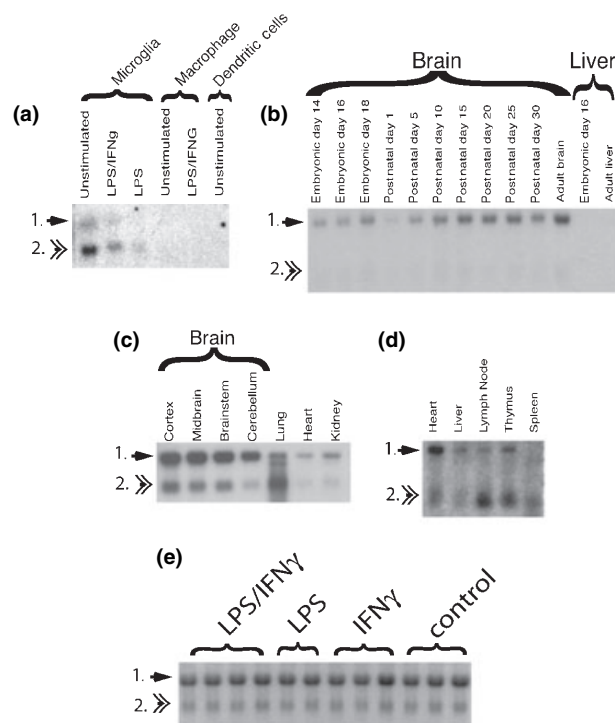 (a)
Microglia
Macrophage
Dendritic cells
Unstimulated
LPS/IFNg
LPS
Unstimulated
LPS/IFNG
Unstimulated
1.
2.
(b)
Brain
Liver
Embryonic day 14
Embryonic day 16
Embryonic day 18
Postnatal day 1
Postnatal day 5
Postnatal day 10
Postnatal day 15
Postnatal day 20
Postnatal day 25
Postnatal day 30
Adult brain
Embryonic day 16
Adult liver
1.
2.
(c)
Brain
Cortex
Midbrain
Brainstem
Cerebellum
Lung
Heart
Kidney
1.
2.
(d)
Heart
Liver
Lymph Node
Thymus
Spleen
1.
2.
(e)
LPS/IFNγ
LPS
IFNγ
control
1.
2.